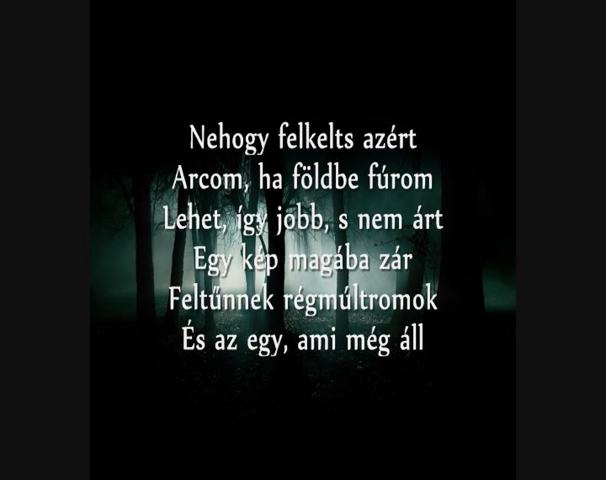 Nehogy felkelts azért
Arcom, ha földbe fúrom
Lehet, így jobb, s nem árt
Egy kép magába zár
Feltűnnek régmúltromok
És az egy, ami még áll